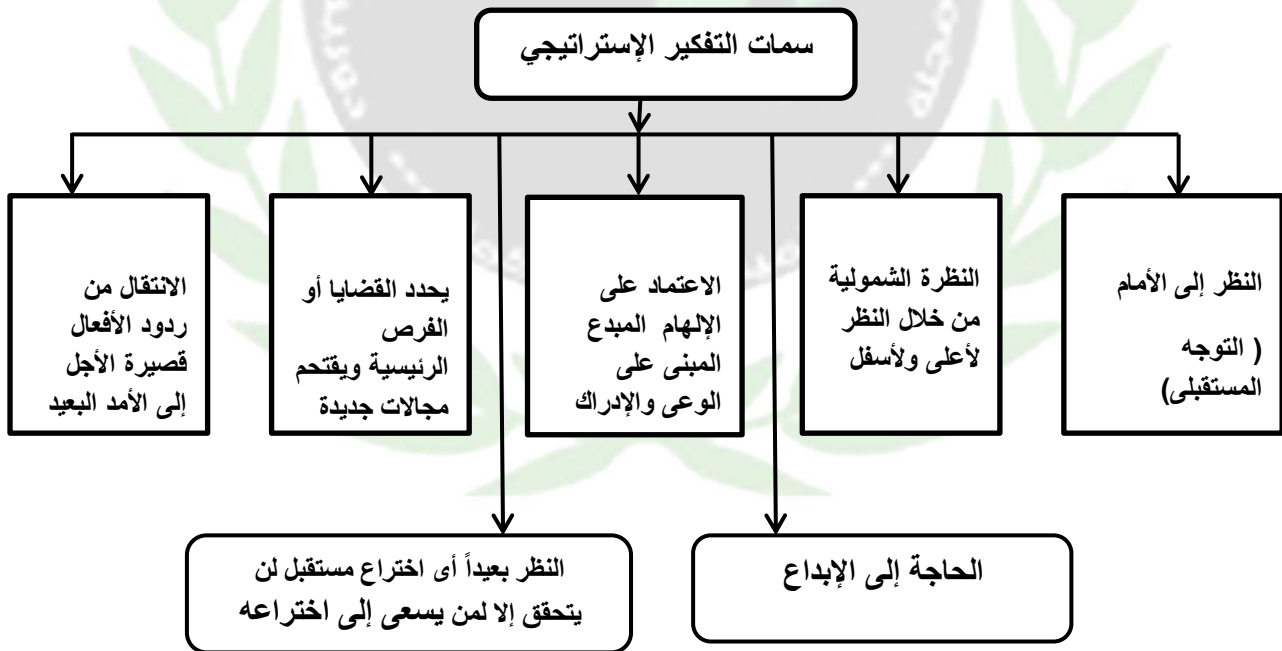 سمات التفكير الإستراتيجي
النظر إلى الأمام
( التوجه
المستقبلى)
النظرة الشمولية
من خلال النظر
لأعلى ولأسفل
الاعتماد على
الإلهام المبدع
المبنى على
الوعى والإدراك
يحدد القضايا أو
الفرص
الرئيسية ويقتحم
مجالات جديدة
الانتقال من
ردود الأفعال
قصيرة الأجل
إلى الأمد البعيد
الحاجة إلى الإبداع
النظر بعيداً أى اختراع مستقبل لن
يتحقق إلا لمن يسعى إلى اختراعه